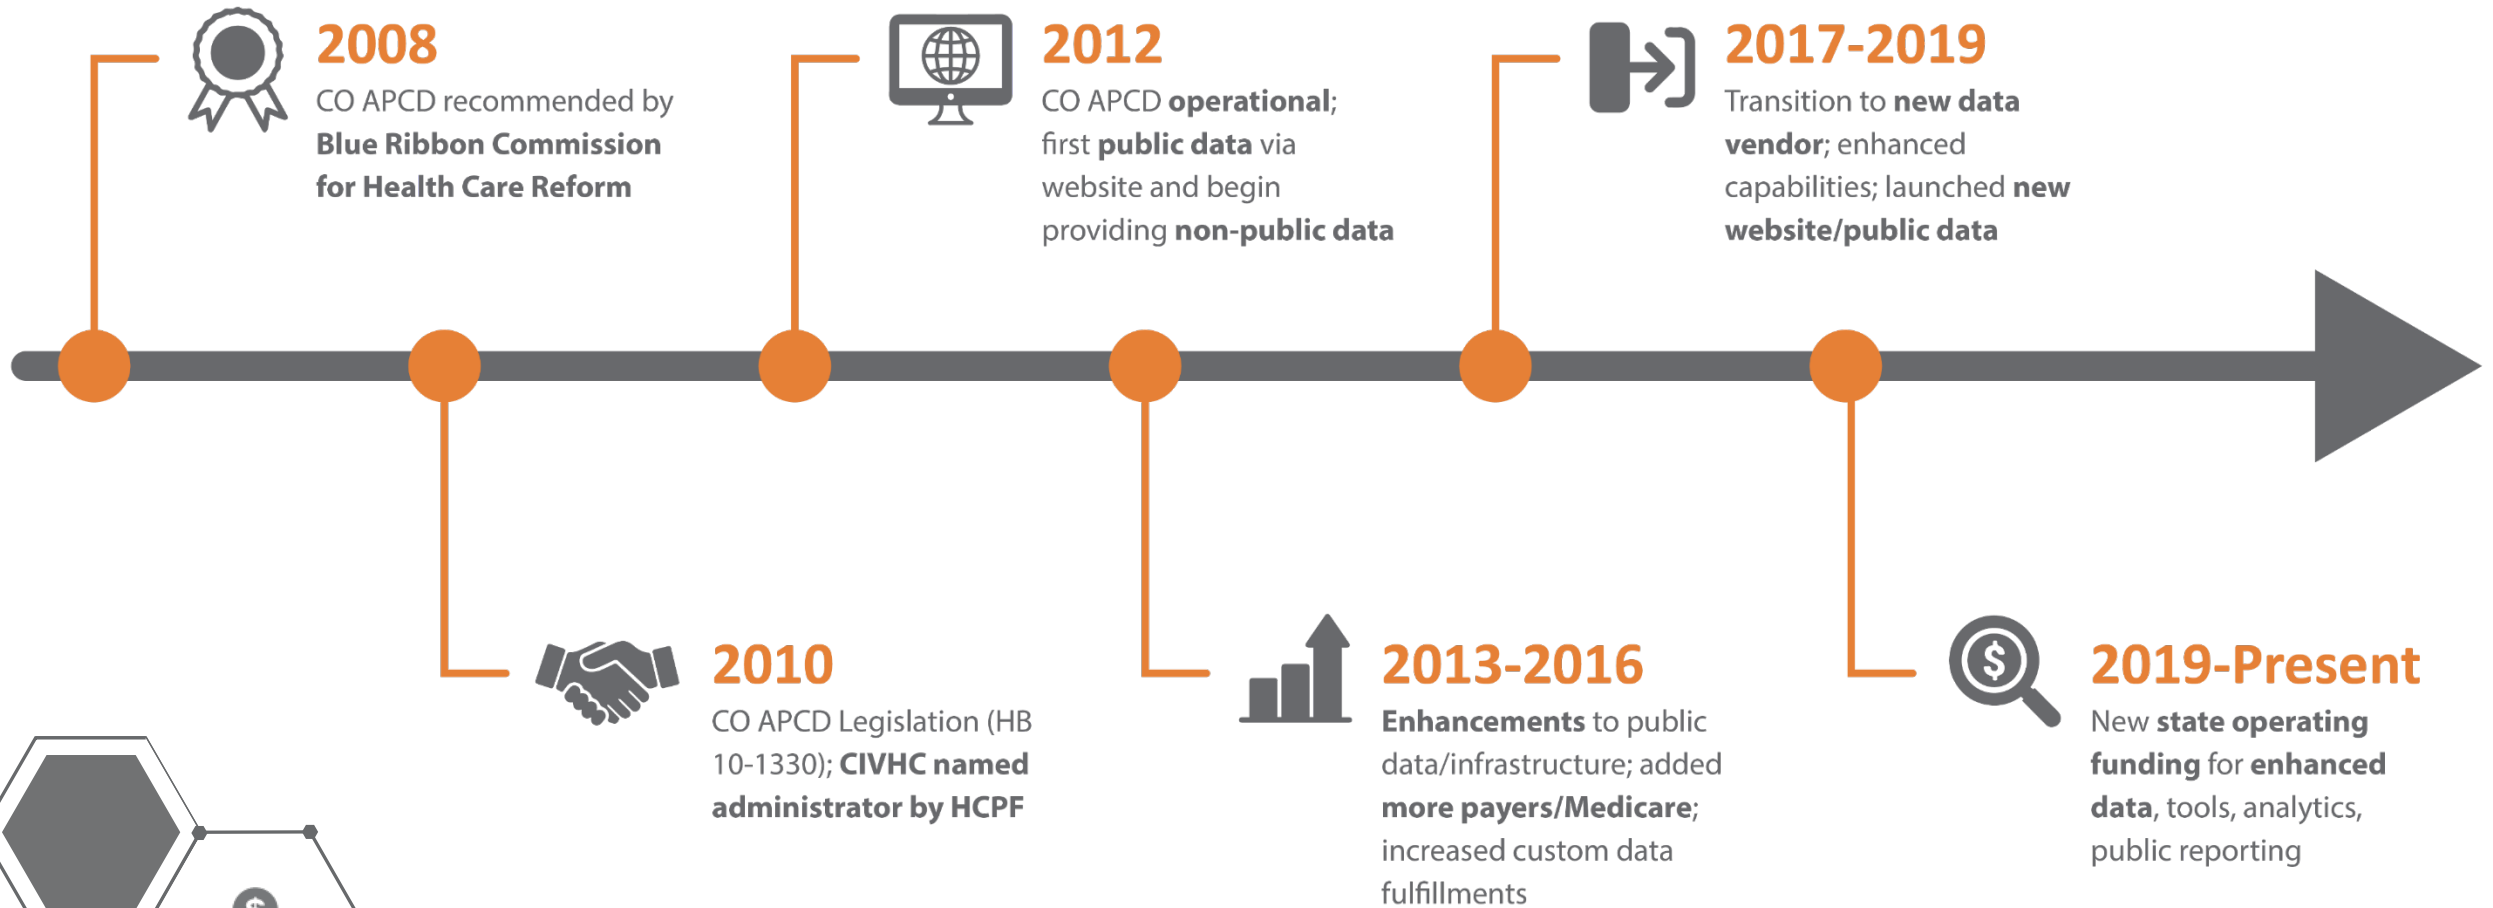 2008
CO APCD recommended by
Blue Ribbon Commission
for Health Care Reform
2010
CO APCD Legislation (HB
10-1330); CIVHC named
administrator by HCPF
2012
CO APCD operational;
first public data via
website and begin
providing non-public data
2013-2016
Enhancements to public
data/infrastructure; added
more payers/Medicare;
increased custom data
fulfillments
2017-2019
Transition to new data
vendor; enhanced
capabilities; launched new
website/public data
2019-Present
New state operating
funding for enhanced
data, tools, analytics,
public reporting